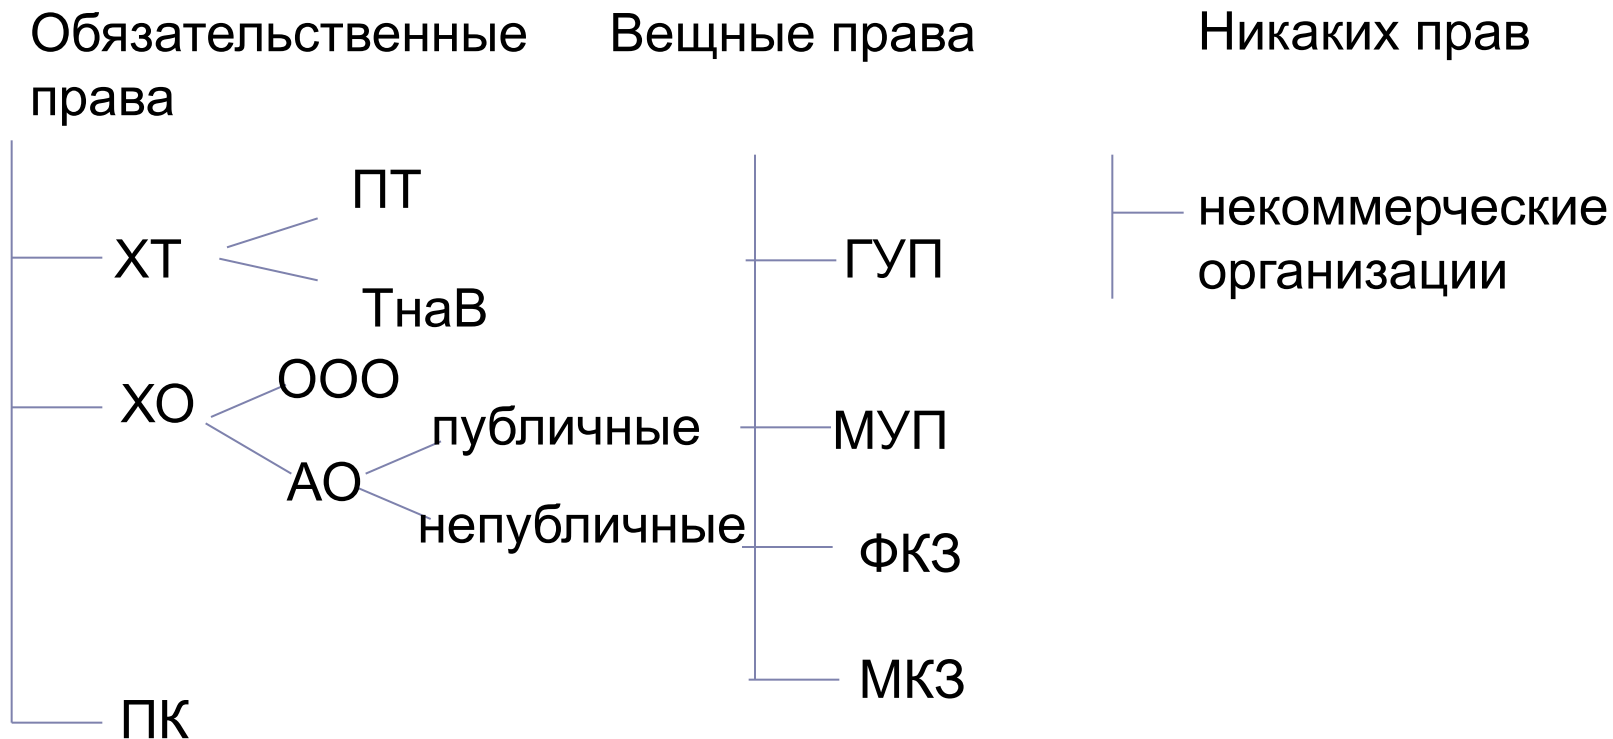 Обязательственные
права
ПТ
ХТ
ТнаВ
ООО
ХО
публичные
АО
непубличные
ПК
Вещные права
ГУП
МУП
ФКЗ
МКЗ
Никаких прав
некоммерческие
организации